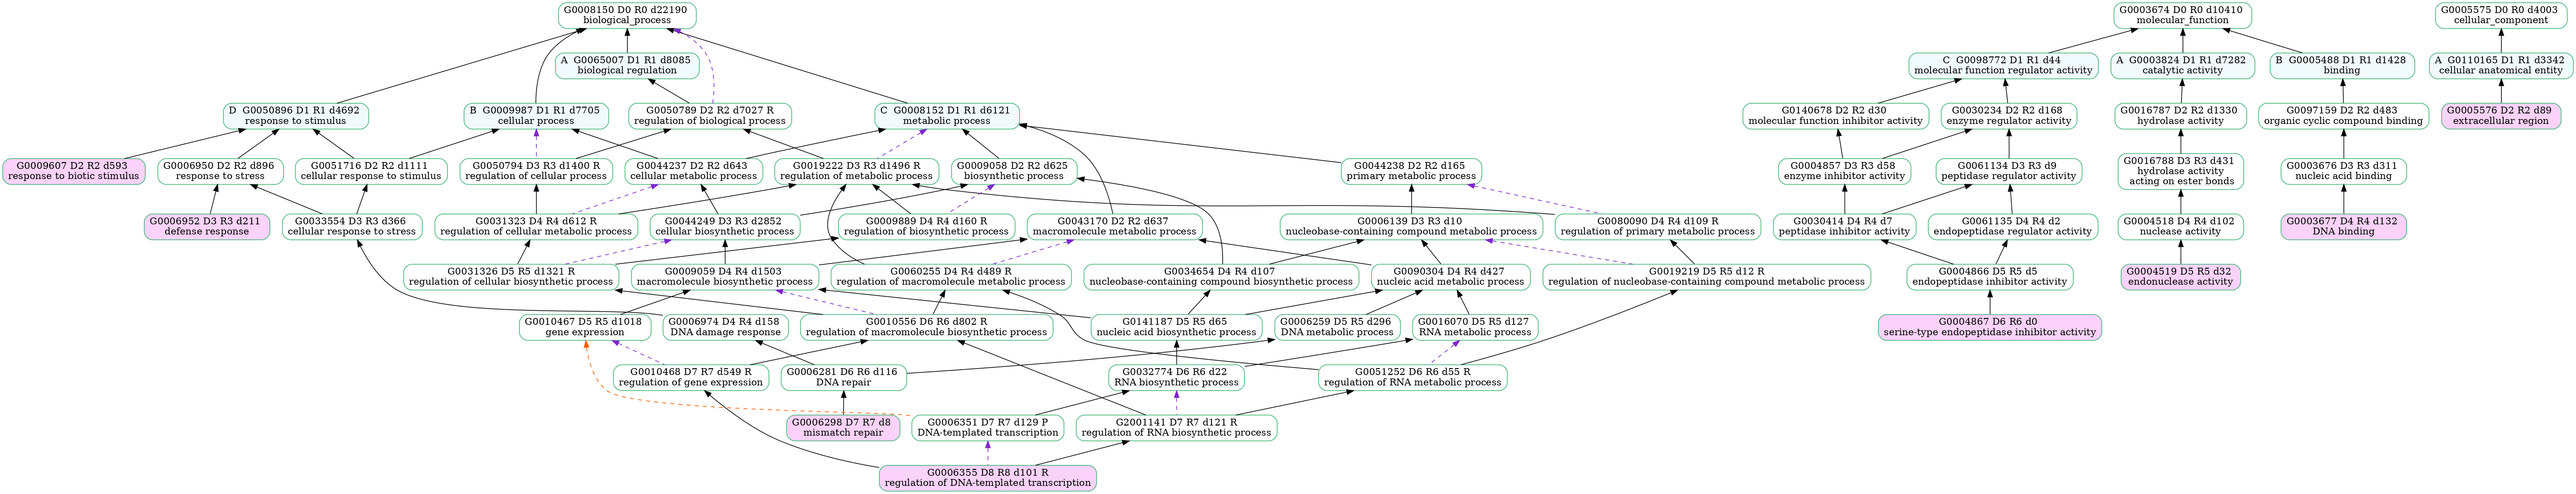 G0008150 D0 R0 d22190
biological_process
G0003674 D0 R0 d10410
molecular_function
G0005575 D0 R0 d4003
cellular_component
A G0065007 D1 R1 d8085
biological regulation
C G0098772 D1 R1 d44
molecular function regulator activity
A G0003824 D1 R1 d7282
catalytic activity
B G0005488 D1 R1 d1428
binding
A G0110165 D1 R1 d3342
cellular anatomical entity
D G0050896 D1 R1 d4692
response to stimulus
B G0009987 D1 R1 d7705
cellular process
G0050789 D2 R2 d7027 R
regulation of biological process
C G0008152 D1 R1 d6121
metabolic process
G0140678 D2 R2 d30
molecular function inhibitor activity
G0030234 D2 R2 d168
enzyme regulator activity
G0016787 D2 R2 d1330
hydrolase activity
G0097159 D2 R2 d483
organic cyclic compound binding
G0005576 D2 R2 d89
extracellular region
G0009607 D2 R2 d593
response to biotic stimulus
G0006950 D2 R2 d896
response to stress
G0051716 D2 R2 d1111
cellular response to stimulus
G0050794 D3 R3 d1400 R
regulation of cellular process
G0044237 D2 R2 d643
cellular metabolic process
G0019222 D3 R3 d1496 R
regulation of metabolic process
G0009058 D2 R2 d625
biosynthetic process
G0044238 D2 R2 d165
primary metabolic process
G0004857 D3 R3 d58
enzyme inhibitor activity
G0061134 D3 R3 d9
peptidase regulator activity
G0016788 D3 R3 d431
hydrolase activity
acting on ester bonds
G0003676 D3 R3 d311
nucleic acid binding
G0006952 D3 R3 d211
defense response
G0033554 D3 R3 d366
cellular response to stress
G0031323 D4 R4 d612 R
regulation of cellular metabolic process
G0044249 D3 R3 d2852
cellular biosynthetic process
G0009889 D4 R4 d160 R
regulation of biosynthetic process
G0043170 D2 R2 d637
macromolecule metabolic process
G0006139 D3 R3 d10
nucleobase-containing compound metabolic process
G0080090 D4 R4 d109 R
regulation of primary metabolic process
G0030414 D4 R4 d7
peptidase inhibitor activity
G0061135 D4 R4 d2
endopeptidase regulator activity
G0004518 D4 R4 d102
nuclease activity
G0003677 D4 R4 d132
DNA binding
G0031326 D5 R5 d1321 R
regulation of cellular biosynthetic process
G0009059 D4 R4 d1503
macromolecule biosynthetic process
G0060255 D4 R4 d489 R
regulation of macromolecule metabolic process
G0034654 D4 R4 d107
nucleobase-containing compound biosynthetic process
G0090304 D4 R4 d427
nucleic acid metabolic process
G0019219 D5 R5 d12 R
regulation of nucleobase-containing compound metabolic process
G0004866 D5 R5 d5
endopeptidase inhibitor activity
G0004519 D5 R5 d32
endonuclease activity
G0010467 D5 R5 d1018
gene expression
G0006974 D4 R4 d158
DNA damage response
G0010556 D6 R6 d802 R
regulation of macromolecule biosynthetic process
G0141187 D5 R5 d65
nucleic acid biosynthetic process
G0006259 D5 R5 d296
DNA metabolic process
G0016070 D5 R5 d127
RNA metabolic process
G0004867 D6 R6 d0
serine-type endopeptidase inhibitor activity
G0010468 D7 R7 d549 R
regulation of gene expression
G0006281 D6 R6 d116
DNA repair
G0032774 D6 R6 d22
RNA biosynthetic process
G0051252 D6 R6 d55 R
regulation of RNA metabolic process
G0006298 D7 R7 d8
mismatch repair
G0006351 D7 R7 d129 P
DNA-templated transcription
G2001141 D7 R7 d121 R
regulation of RNA biosynthetic process
G0006355 D8 R8 d101 R
regulation of DNA-templated transcription